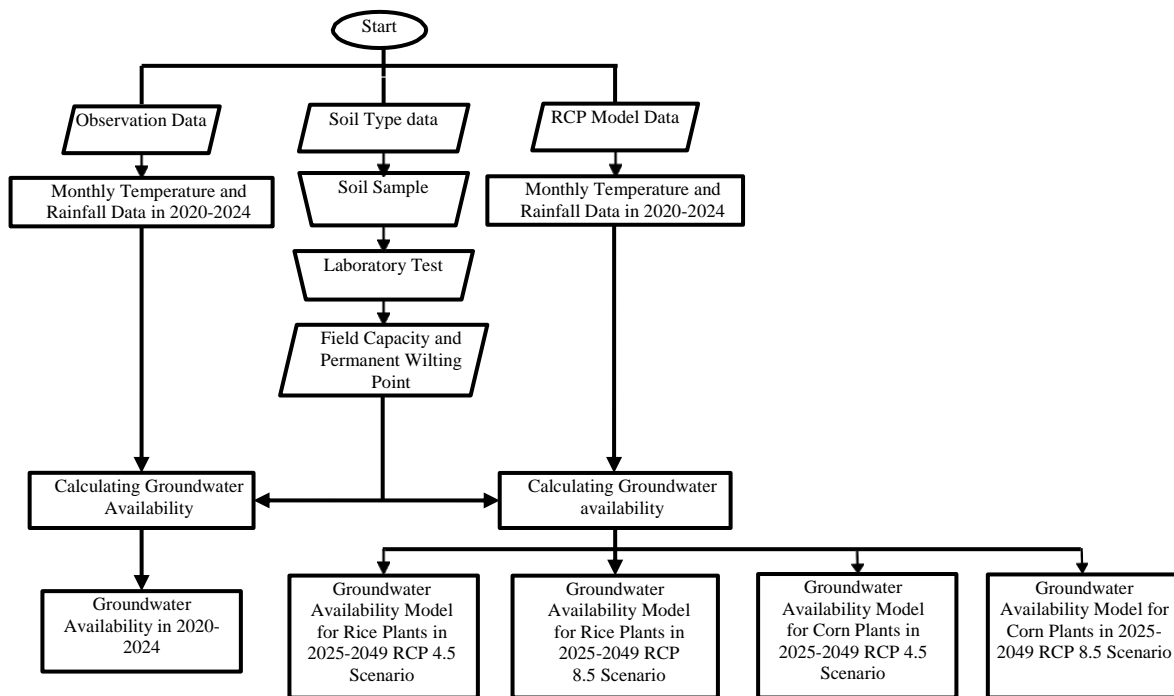 Start
Observation Data
Soil Type data
RCP Model Data
Monthly Temperature and
Rainfall Data in 2020-2024
Soil Sample
Monthly Temperature and
Rainfall Data in 2020-2024
Laboratory Test
Field Capacity and
Permanent Wilting
Point
Calculating Groundwater
Availability
Calculating Groundwater
availability
Groundwater
Availability in 2020-
2024
Groundwater
Availability Model
for Rice Plants in
2025-2049 RCP 4.5
Scenario
Groundwater
Availability Model
for Rice Plants in
2025-2049 RCP
8.5 Scenario
Groundwater
Availability Model
for Corn Plants in
2025-2049 RCP 4.5
Scenario
Groundwater
Availability Model for
Corn Plants in 2025-
2049 RCP 8.5 Scenario